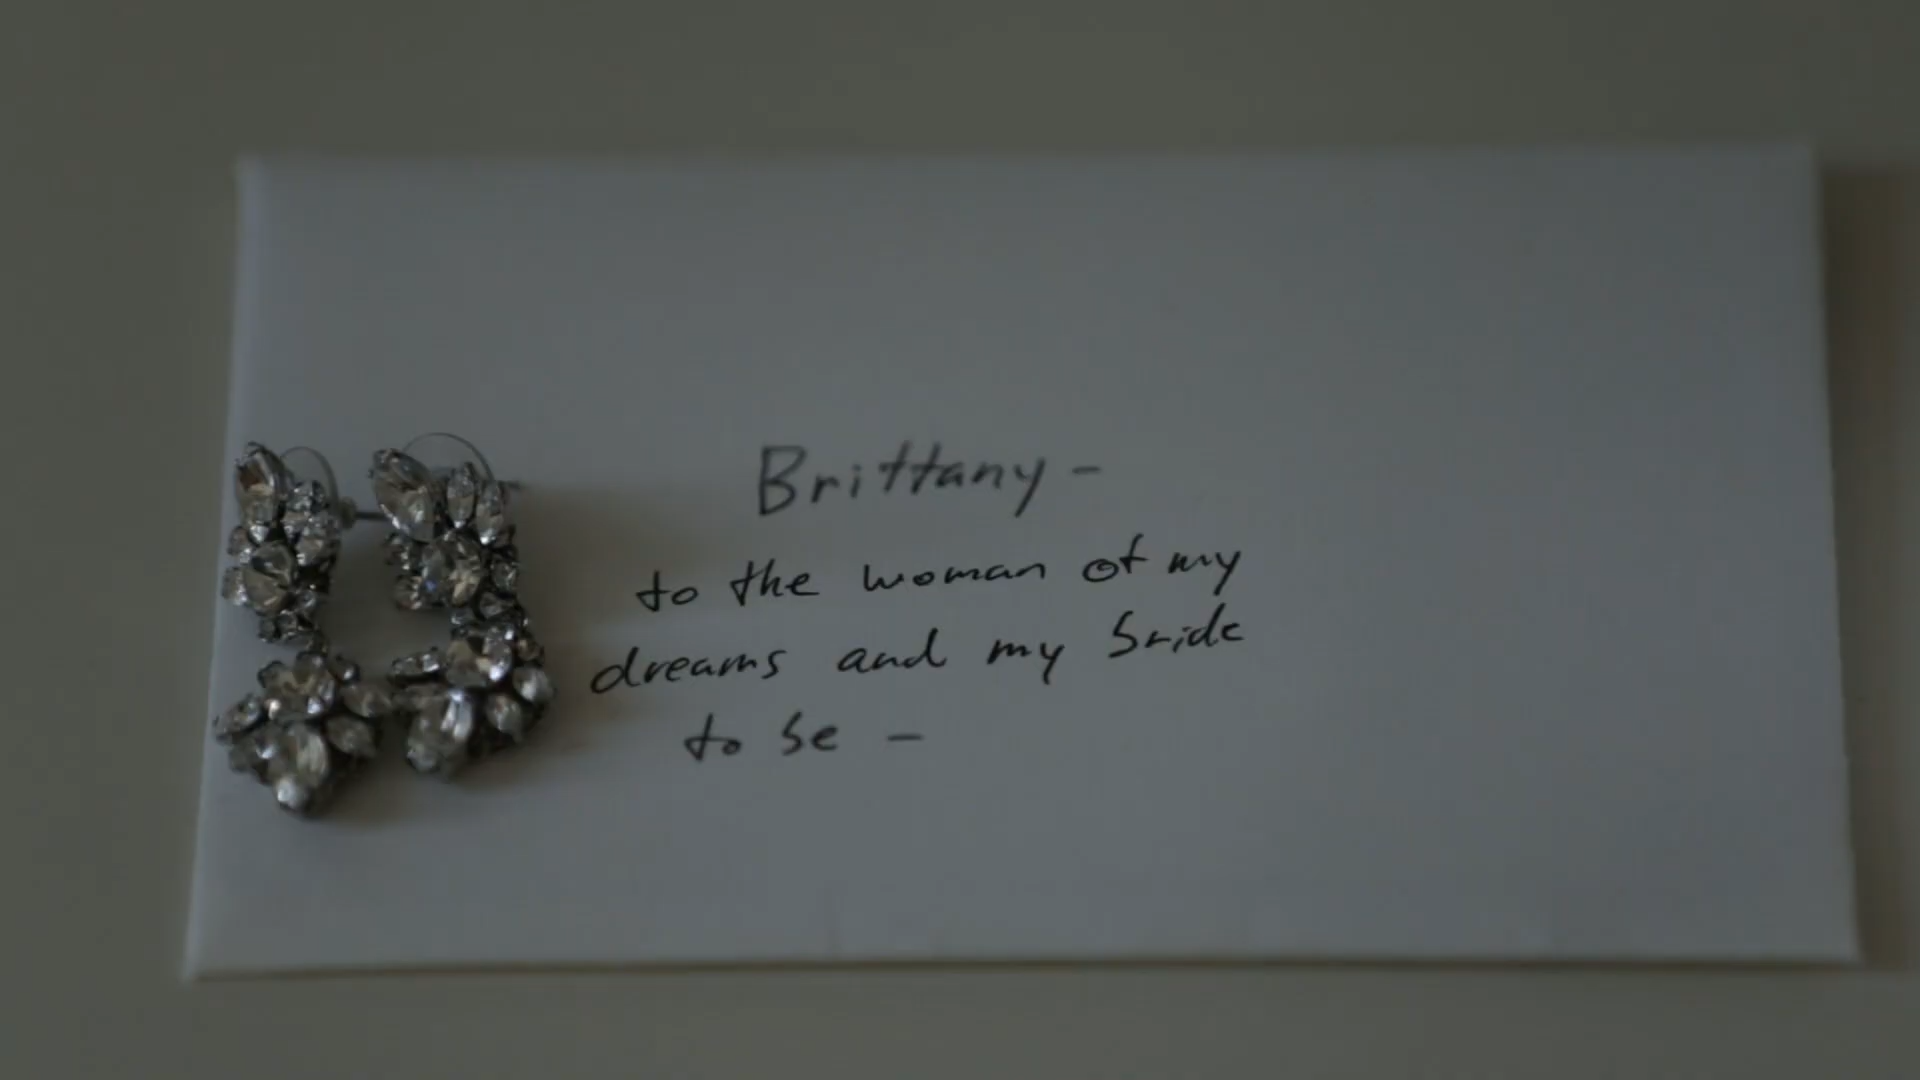 Brittany -
to the woman of my
dreams and my bride
to be -